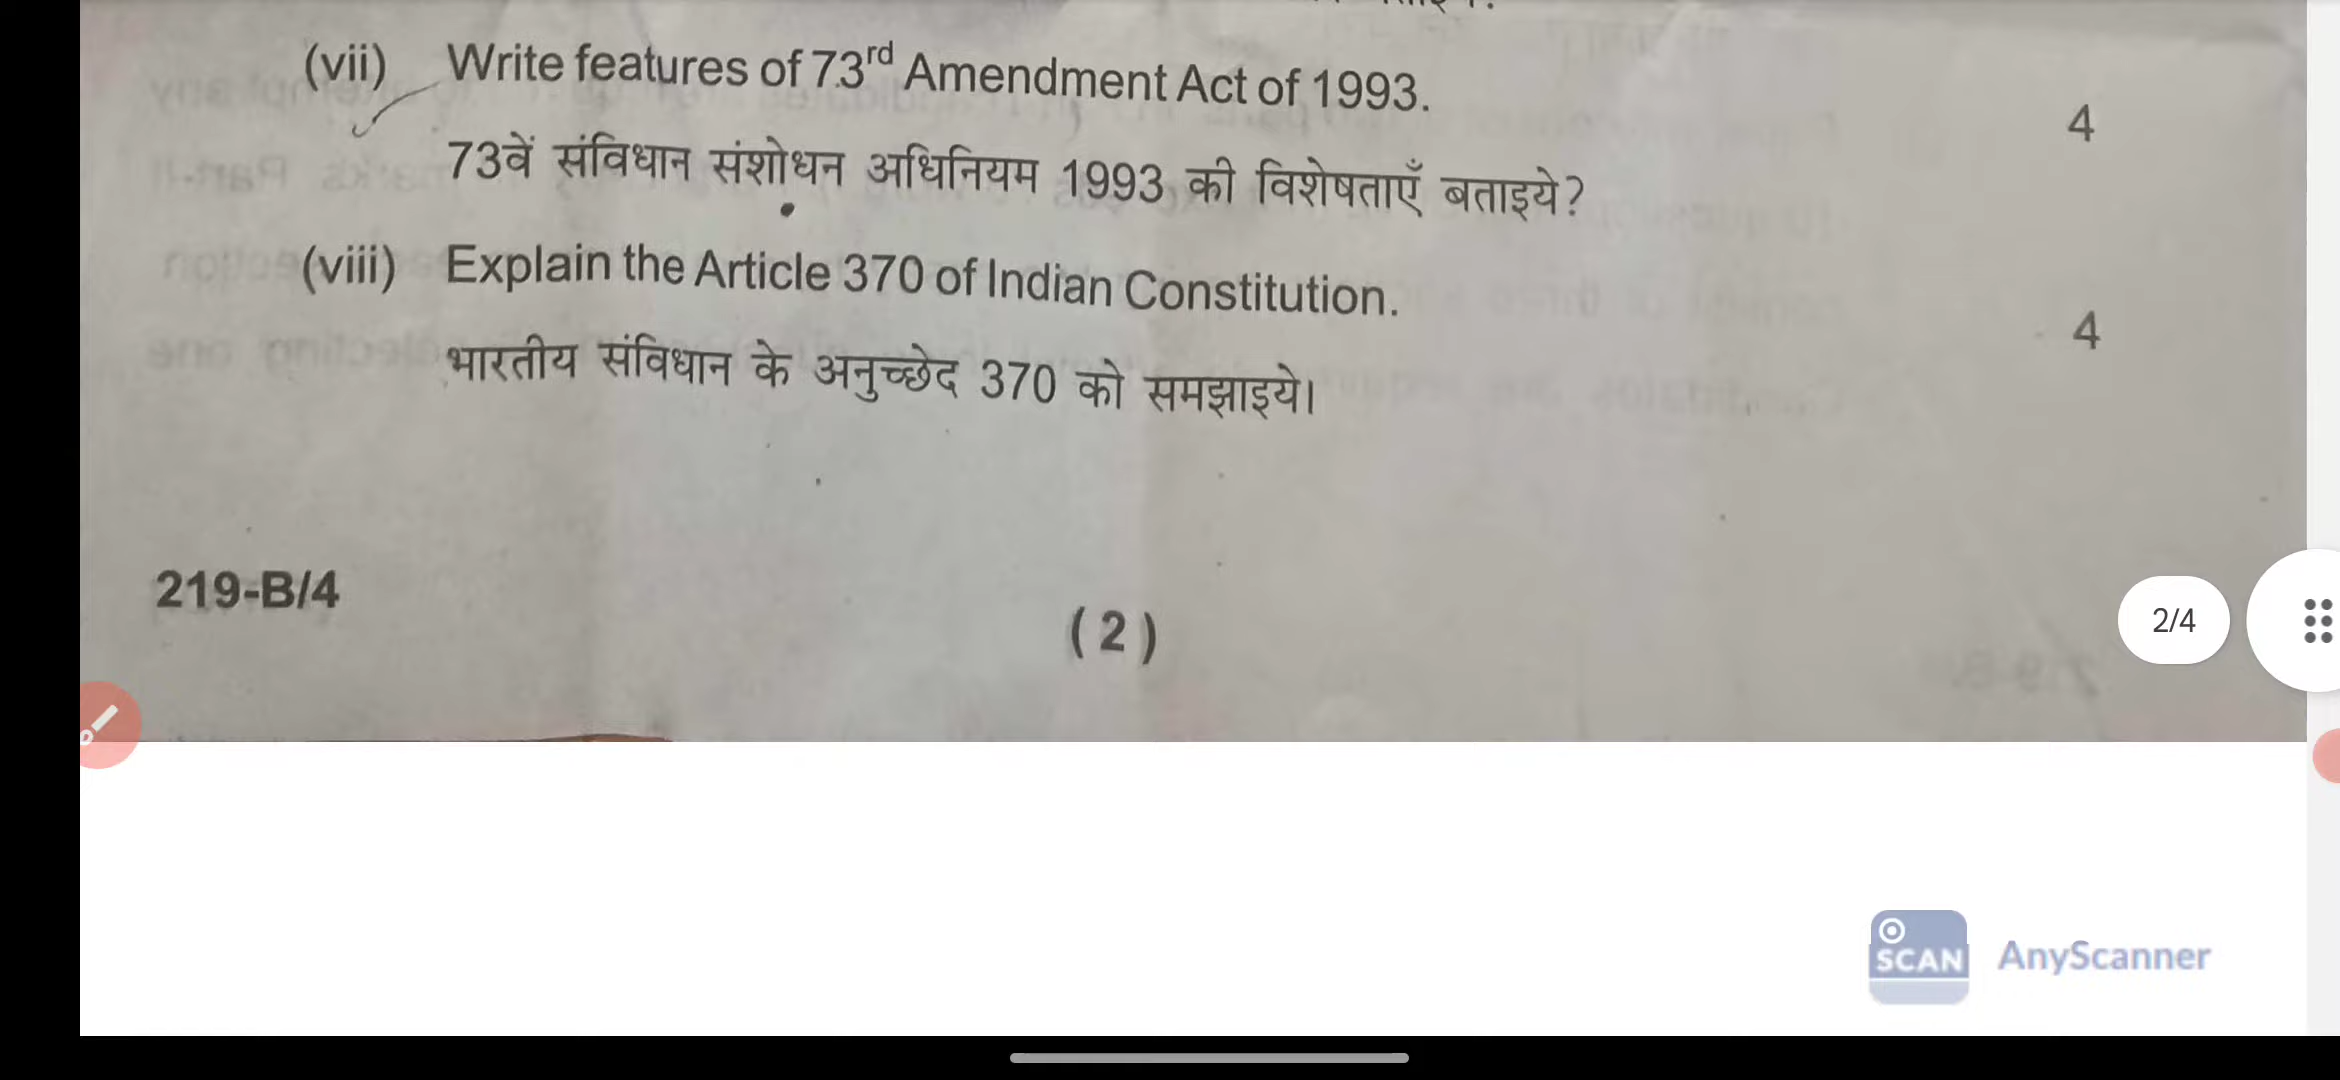 (vii) Write features of 73rd Amendment Act of 1993. 4
73वें संविधान संशोधन अधिनियम 1993 की विशेषताएँ बताइये?
(viii) Explain the Article 370 of Indian Constitution. 4
भारतीय संविधान के अनुच्छेद 370 को समझाइये।
219-B/4
(2)
2/4
SCAN AnyScanner